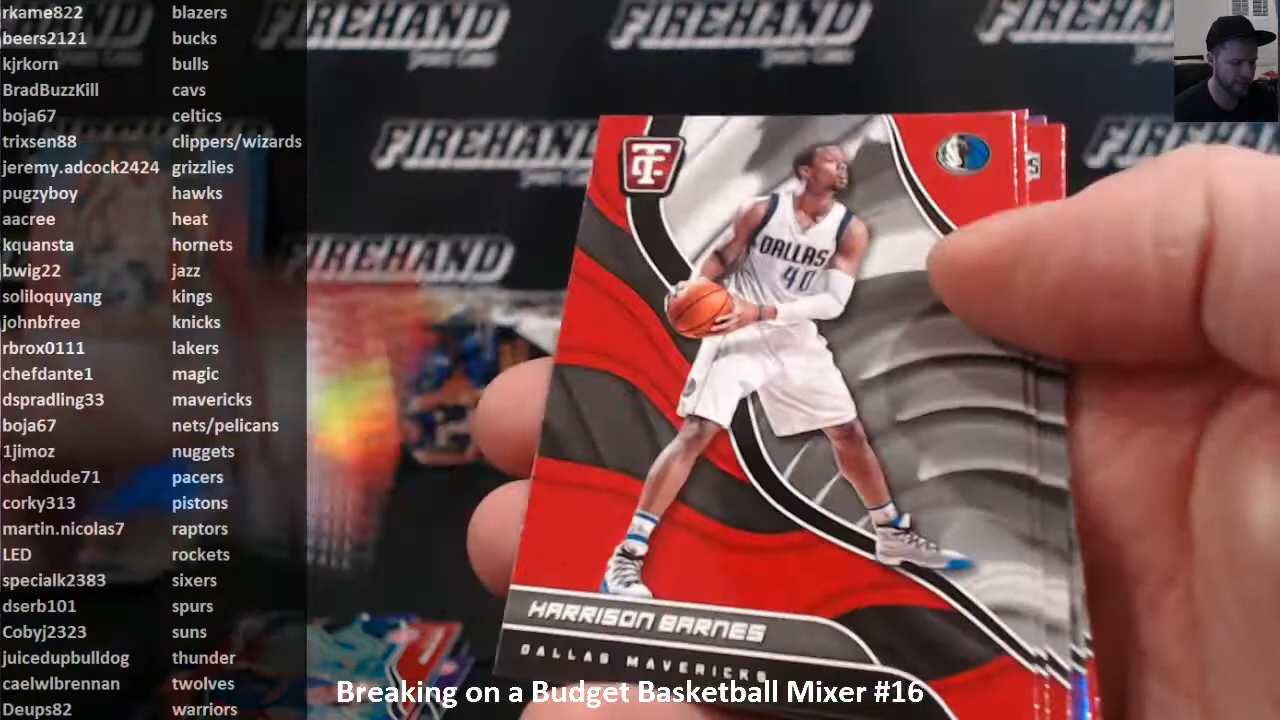 rkame822 blazers
beers2121 bucks
kjrkorn bulls
BradBuzzKill cavs
boja67 celtics
trixsen88 clippers/wizards
jeremy.adcock2424 grizzlies
pugzyboy hawks
aacree heat
kquansta hornets
bwig22 jazz
soliloquyang kings
johnbfree knicks
rbrox0111 lakers
chefdante1 magic
dspradling33 mavericks
boja67 nets/pelicans
1jimoz nuggets
chaddude71 pacers
corky313 pistons
martin.nicolas7 raptors
LED rockets
specialk2383 sixers
dserb101 spurs
Cobyj2323 suns
juicedupbulldog thunder
caelwlbrennan twolves
Deups82 warriors
FIREHAND
FIREHAND
FIREHAND
FIREHAND
FIREHAND
FIREHAND
DALLAS
40
HARRISON BARNES
DALLAS MAVERICKS
Breaking on a Budget Basketball Mixer #16